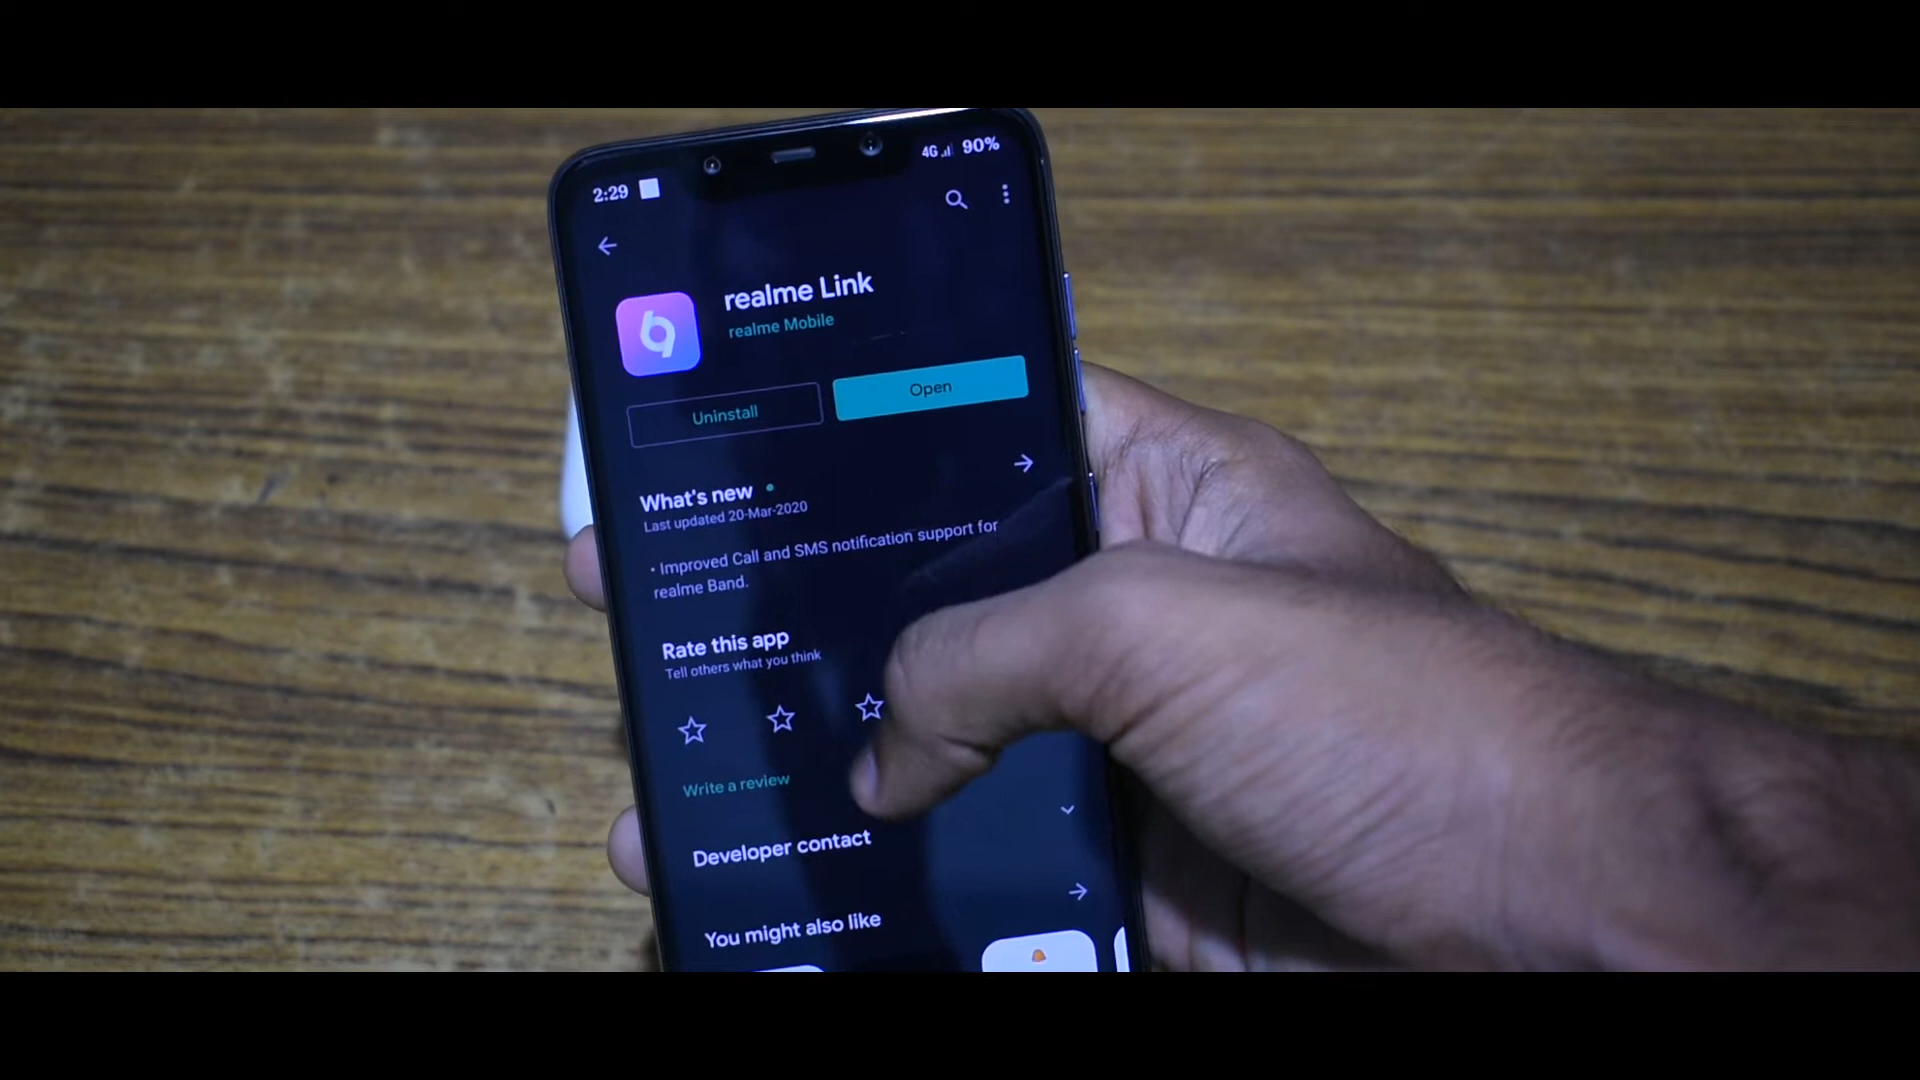 2:29
4G 90%
realme Link
realme Mobile
Uninstall
Open
What's new
Last updated 20-Mar-2020
• Improved Call and SMS notification support for
realme Band.
Rate this app
Tell others what you think
Write a review
Developer contact
You might also like